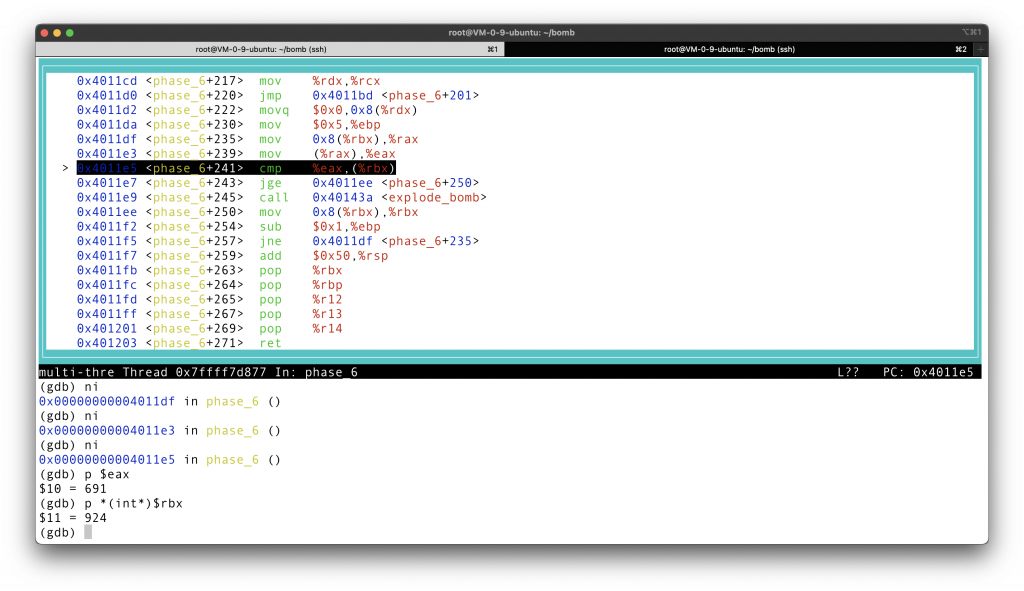 root@VM-0-9-ubuntu: ~/bomb ⌥⌘1
root@VM-0-9-ubuntu: ~/bomb (ssh) ⌘1 root@VM-0-9-ubuntu: ~/bomb (ssh) ⌘2 +
0x4011cd <phase_6+217> mov %rdx,%rcx
0x4011d0 <phase_6+220> jmp 0x4011bd <phase_6+201>
0x4011d2 <phase_6+222> movq $0x0,0x8(%rdx)
0x4011da <phase_6+230> mov $0x5,%ebp
0x4011df <phase_6+235> mov 0x8(%rbx),%rax
0x4011e3 <phase_6+239> mov (%rax),%eax
> 0x4011e5 <phase_6+241> cmp %eax,(%rbx)
0x4011e7 <phase_6+243> jge 0x4011ee <phase_6+250>
0x4011e9 <phase_6+245> call 0x40143a <explode_bomb>
0x4011ee <phase_6+250> mov 0x8(%rbx),%rbx
0x4011f2 <phase_6+254> sub $0x1,%ebp
0x4011f5 <phase_6+257> jne 0x4011df <phase_6+235>
0x4011f7 <phase_6+259> add $0x50,%rsp
0x4011fb <phase_6+263> pop %rbx
0x4011fc <phase_6+264> pop %rbp
0x4011fd <phase_6+265> pop %r12
0x4011ff <phase_6+267> pop %r13
0x401201 <phase_6+269> pop %r14
0x401203 <phase_6+271> ret
multi-thre Thread 0x7ffff7d877 In: phase_6 L?? PC: 0x4011e5
(gdb) ni
0x00000000004011df in phase_6 ()
(gdb) ni
0x00000000004011e3 in phase_6 ()
(gdb) ni
0x00000000004011e5 in phase_6 ()
(gdb) p $eax
$10 = 691
(gdb) p *(int*)$rbx
$11 = 924
(gdb)